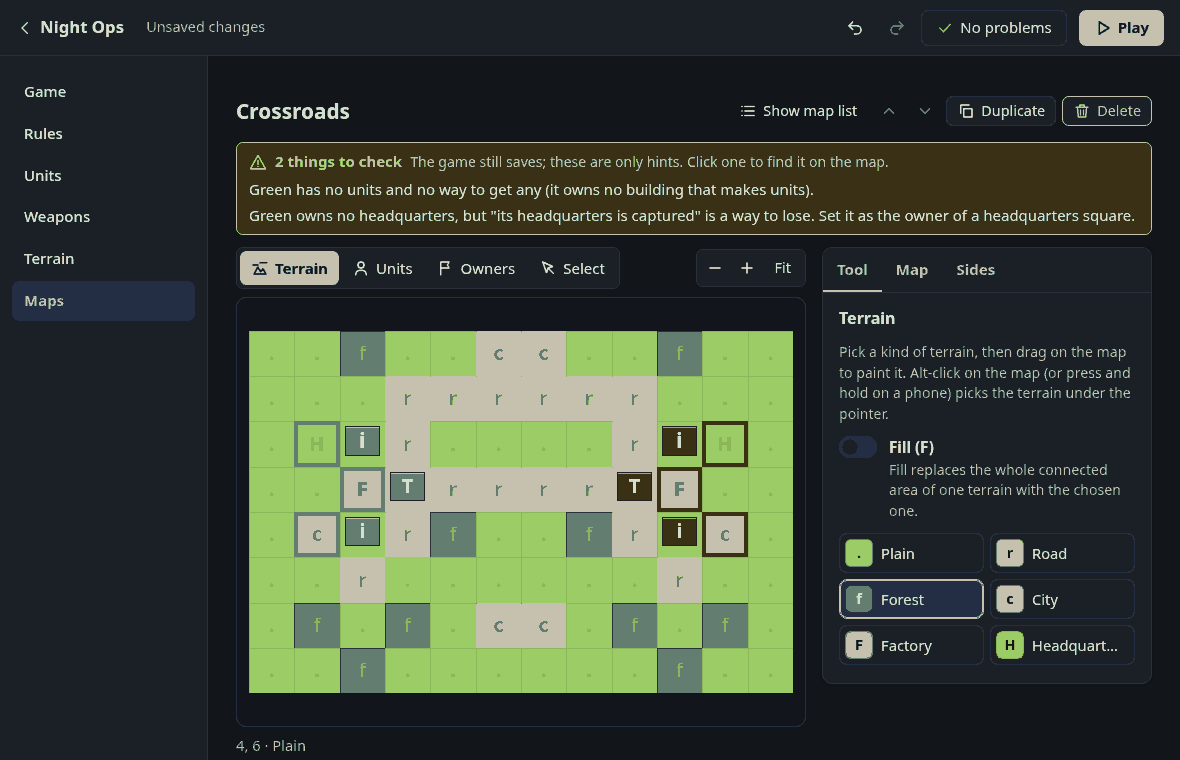 Night Ops Unsaved changes No problems Play
Game
Rules
Units
Weapons
Terrain
Maps
Crossroads Show map list Duplicate Delete
2 things to check The game still saves; these are only hints. Click one to find it on the map.
Green has no units and no way to get any (it owns no building that makes units).
Green owns no headquarters, but "its headquarters is captured" is a way to lose. Set it as the owner of a headquarters square.
Terrain Units Owners Select Fit
. . f . . c c . . f . .
. . . r r r r r r . . .
. H i r . . . . r i H .
. . F T r r r r T F . .
. c i r f . . f r i c .
. . r . . . . . . r . .
. f . f . c c . f . f .
. . f . . . . . . f . .
4, 6 · Plain
Tool Map Sides
Terrain
Pick a kind of terrain, then drag on the map
to paint it. Alt-click on the map (or press and
hold on a phone) picks the terrain under the
pointer.
Fill (F)
Fill replaces the whole connected
area of one terrain with the chosen
one.
. Plain r Road
f Forest c City
F Factory H Headquart...